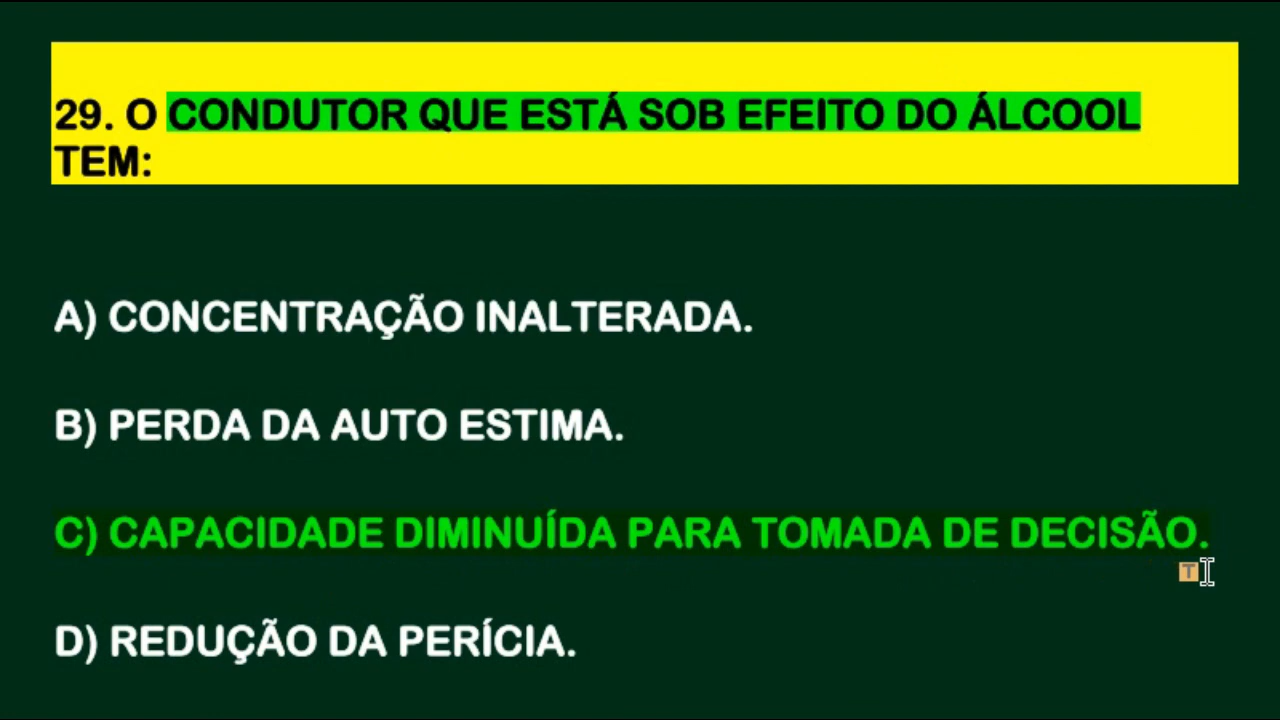 29. O CONDUTOR QUE ESTÁ SOB EFEITO DO ÁLCOOL
TEM:
A) CONCENTRAÇÃO INALTERADA.
B) PERDA DA AUTO ESTIMA.
C) CAPACIDADE DIMINUÍDA PARA TOMADA DE DECISÃO.
T
D) REDUÇÃO DA PERÍCIA.